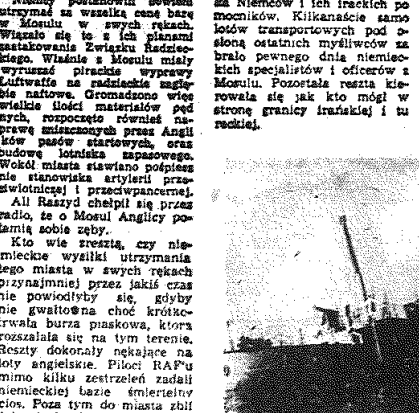 Niemcy postanowili bowiem
utrzymać za wszelką cenę bazę
w Mosulu w swych rękach.
Wiązało się to z ich planami
zaatakowania Związku Radziec-
kiego. Właśnie z Mosulu miały
wyruszać pirackie wyprawy
Luftwaffe na radzieckie zagłę-
bie naftowe. Gromadzono więc
wielkie ilości materiałów pęd
nych, rozpoczęto również na-
prawę zniszczonych przez Angli
ków pasów startowych, oraz
budowę lotniska zapasowego.
Wokół miasta stawiano pośpiesz
nie stanowiska artylerii prze-
ciwlotniczej i przeciwpancernej.
Ali Raszyd chełpił się przez
radio, że o Mosul Anglicy po-
łamią sobie zęby.
Kto wie zresztą, czy nie-
mieckie wysiłki utrzymania
tego miasta w swych rękach
przynajmniej przez jakiś czas
nie powiodłyby się, gdyby
nie gwałtowna choć krótko-
trwała burza piaskowa, która
rozszalała się na tym terenie.
Reszty dokonały nękające na
loty angielskie. Piloci RAF'u
mimo kilku zestrzeleń zadali
niemieckiej bazie śmiertelny
cios. Poza tym do miasta zbli
Niemców i ich irackich po
mocników. Kilkanaście samo
lotów transportowych pod o-
słoną ostatnich myśliwców za
brało pewnego dnia niemiec-
kich specjalistów i oficerów z
Mosulu. Pozostała reszta kie-
rowała się jak kto mógł w
stronę granicy irańskiej i tu
reckiej.